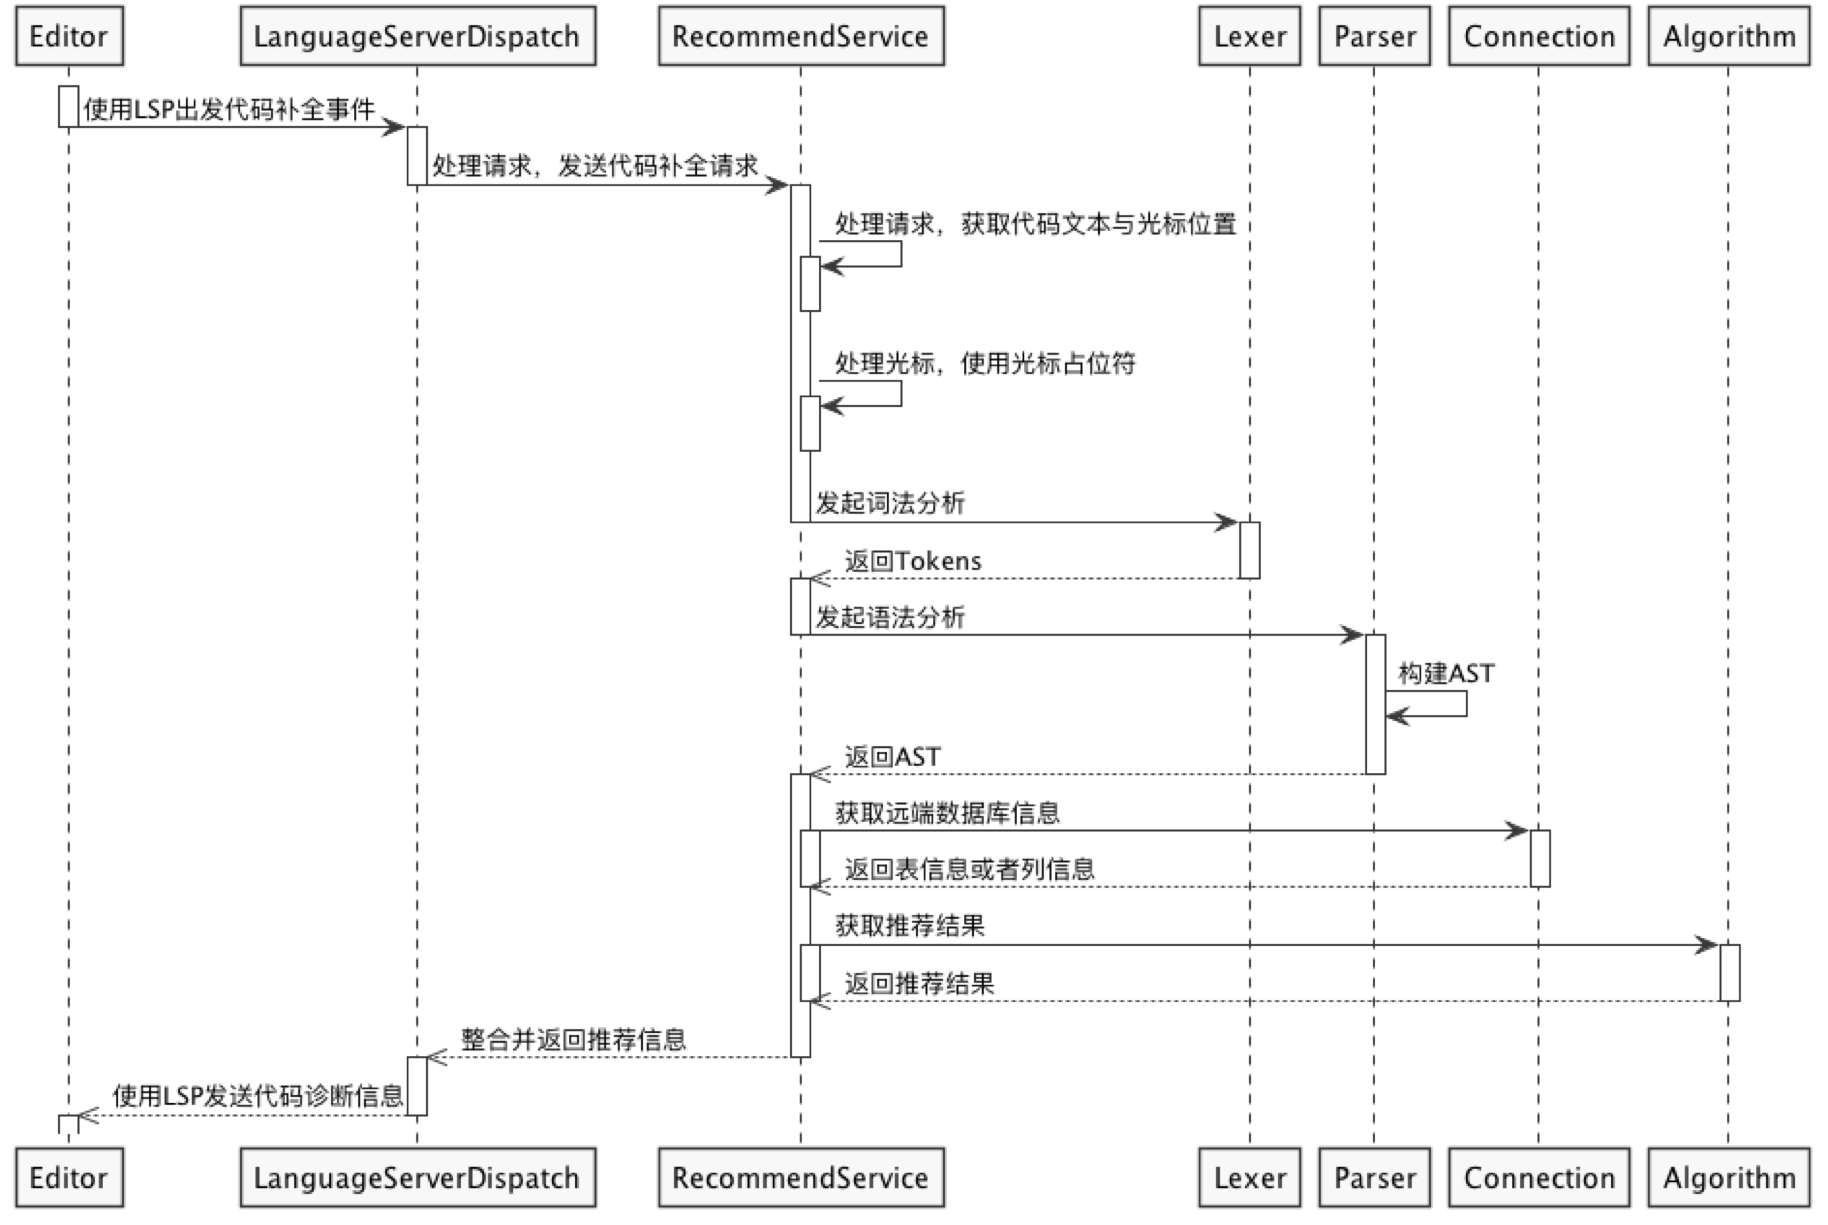 Editor
LanguageServerDispatch
RecommendService
Lexer
Parser
Connection
Algorithm
使用LSP出发代码补全事件
处理请求，发送代码补全请求
处理请求，获取代码文本与光标位置
处理光标，使用光标占位符
发起词法分析
返回Tokens
发起语法分析
构建AST
返回AST
获取远端数据库信息
返回表信息或者列信息
获取推荐结果
返回推荐结果
整合并返回推荐信息
使用LSP发送代码诊断信息
Editor
LanguageServerDispatch
RecommendService
Lexer
Parser
Connection
Algorithm